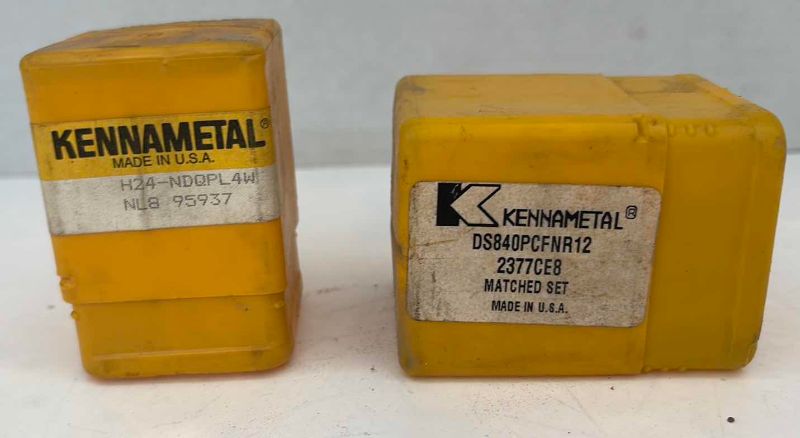 KENNAMETAL®
MADE IN U.S.A.
H24-NDQPL4W
NL8 95937
KENNAMETAL®
DS840PCFNR12
2377CE8
MATCHED SET
MADE IN U.S.A.